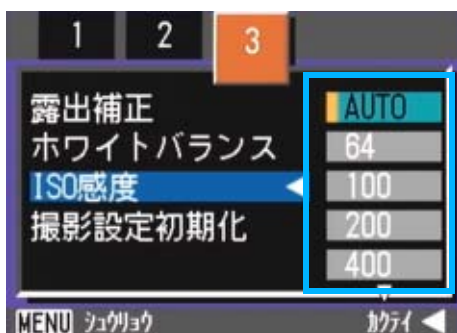 1 2 3
露出補正 AUTO
ホワイトバランス 64
ISO感度 100
撮影設定初期化 200
400
MENU ｼｭｳﾘｮｳ ｶｸﾃｲ